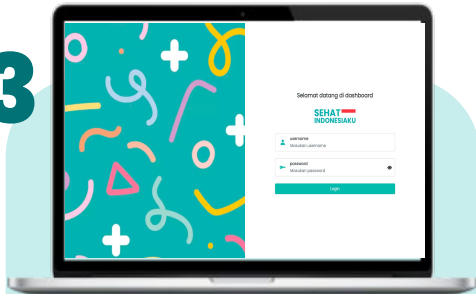 3
Selamat datang di dashboard
SEHAT
INDONESIAKU
username
Masukan username
password
Masukan password
Login